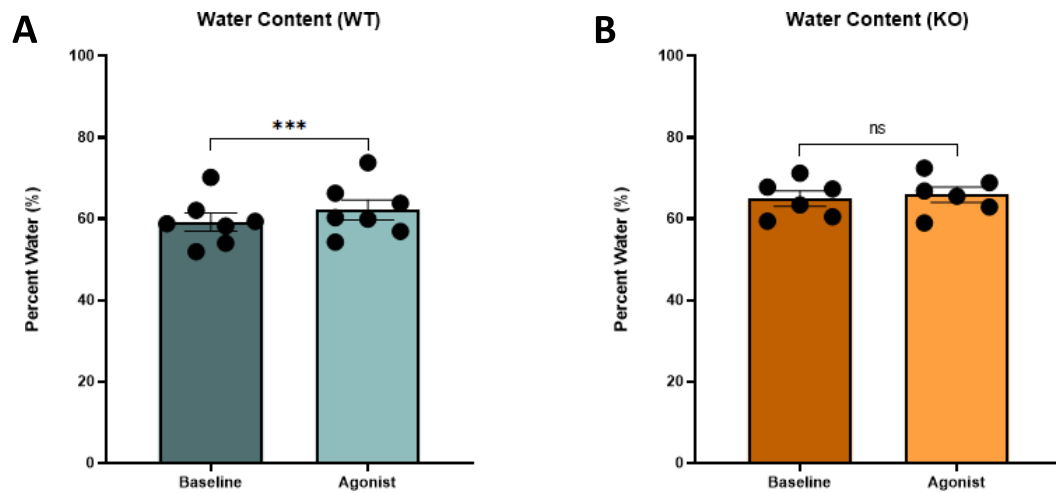 A
Water Content (WT)
Percent Water (%)
100
80
60
40
20
0
***
Baseline
Agonist
B
Water Content (KO)
Percent Water (%)
100
80
60
40
20
0
ns
Baseline
Agonist